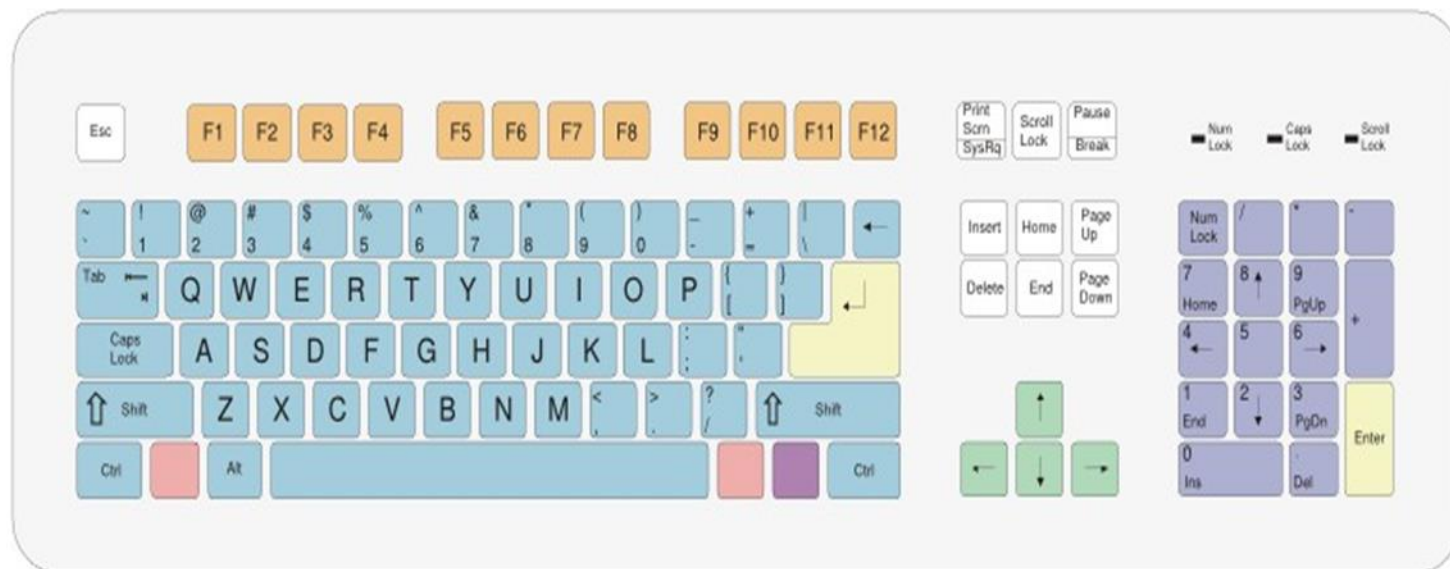 Esc F1 F2 F3 F4 F5 F6 F7 F8 F9 F10 F11 F12
Print
Scrn
SysRq
Scroll
Lock
Pause
Break
Num
Lock
Caps
Lock
Scroll
Lock
~ ! @ # $ % ^ & * ( ) _ + |
` 1 2 3 4 5 6 7 8 9 0 - = \ ←
Insert Home Page
Up
Num
Lock
/ * -
Tab Q W E R T Y U I O P { }
[ ]
Delete End Page
Down
7 8 ↑ 9
Home PgUp
+
Caps
Lock
A S D F G H J K L : "
; '
4 5 6
← →
Shift Z X C V B N M < > ?
, . /
Shift
↑
1 2 3
End ↓ PgDn
Enter
Ctrl Alt Ctrl
← ↓ →
0 .
Ins Del